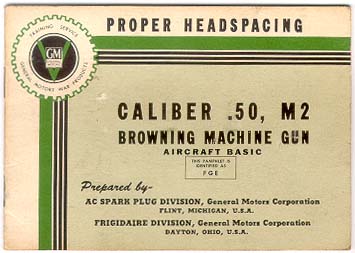 PROPER HEADSPACING
TRAINING SERVICE
GM
GENERAL MOTORS WAR PRODUCTS
CALIBER .50, M2
BROWNING MACHINE GUN
AIRCRAFT BASIC
THIS PAMPHLET IS
IDENTIFIED AS
FGE
Prepared by-
AC SPARK PLUG DIVISION, General Motors Corporation
FLINT, MICHIGAN, U.S.A.
FRIGIDAIRE DIVISION, General Motors Corporation
DAYTON, OHIO, U.S.A.